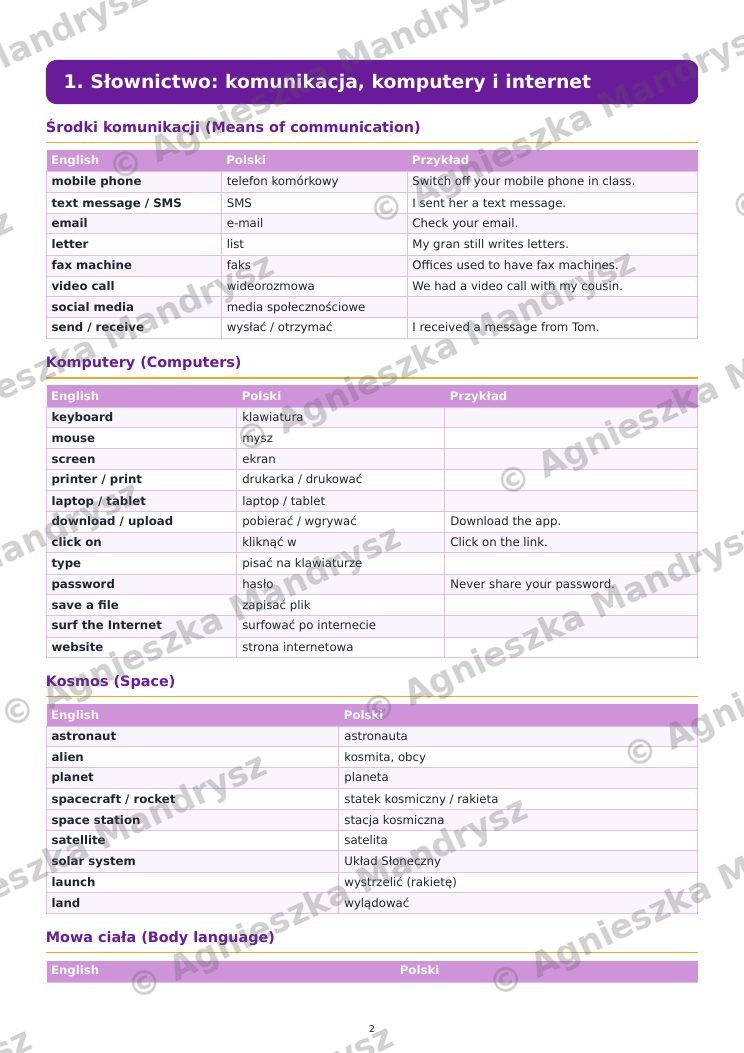 1. Słownictwo: komunikacja, komputery i internet
Środki komunikacji (Means of communication)
English Polski Przykład
mobile phone telefon komórkowy Switch off your mobile phone in class.
text message / SMS SMS I sent her a text message.
email e-mail Check your email.
letter list My gran still writes letters.
fax machine faks Offices used to have fax machines.
video call wideorozmowa We had a video call with my cousin.
social media media społecznościowe
send / receive wysłać / otrzymać I received a message from Tom.
Komputery (Computers)
English Polski Przykład
keyboard klawiatura
mouse mysz
screen ekran
printer / print drukarka / drukować
laptop / tablet laptop / tablet
download / upload pobierać / wgrywać Download the app.
click on kliknąć w Click on the link.
type pisać na klawiaturze
password hasło Never share your password.
save a file zapisać plik
surf the Internet surfować po internecie
website strona internetowa
Kosmos (Space)
English Polski
astronaut astronauta
alien kosmita, obcy
planet planeta
spacecraft / rocket statek kosmiczny / rakieta
space station stacja kosmiczna
satellite satelita
solar system Układ Słoneczny
launch wystrzelić (rakietę)
land wylądować
Mowa ciała (Body language)
English Polski
2
© Agnieszka Mandrysz